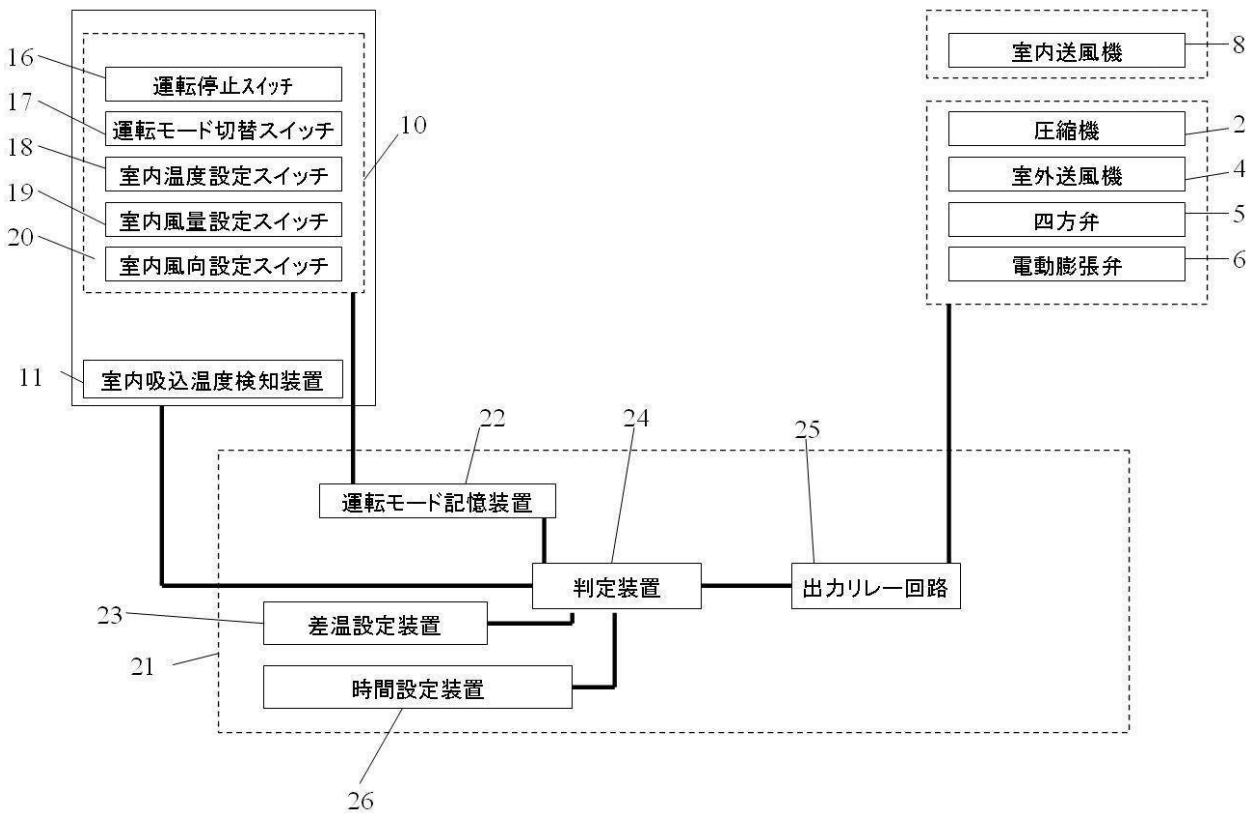 16
運転停止スイッチ
17
運転モード切替スイッチ
10
18
室内温度設定スイッチ
19
室内風量設定スイッチ
20
室内風向設定スイッチ
11
室内吸込温度検知装置
室内送風機
8
圧縮機
2
室外送風機
4
四方弁
5
電動膨張弁
6
22
24
25
運転モード記憶装置
判定装置
出力リレー回路
23
差温設定装置
21
時間設定装置
26